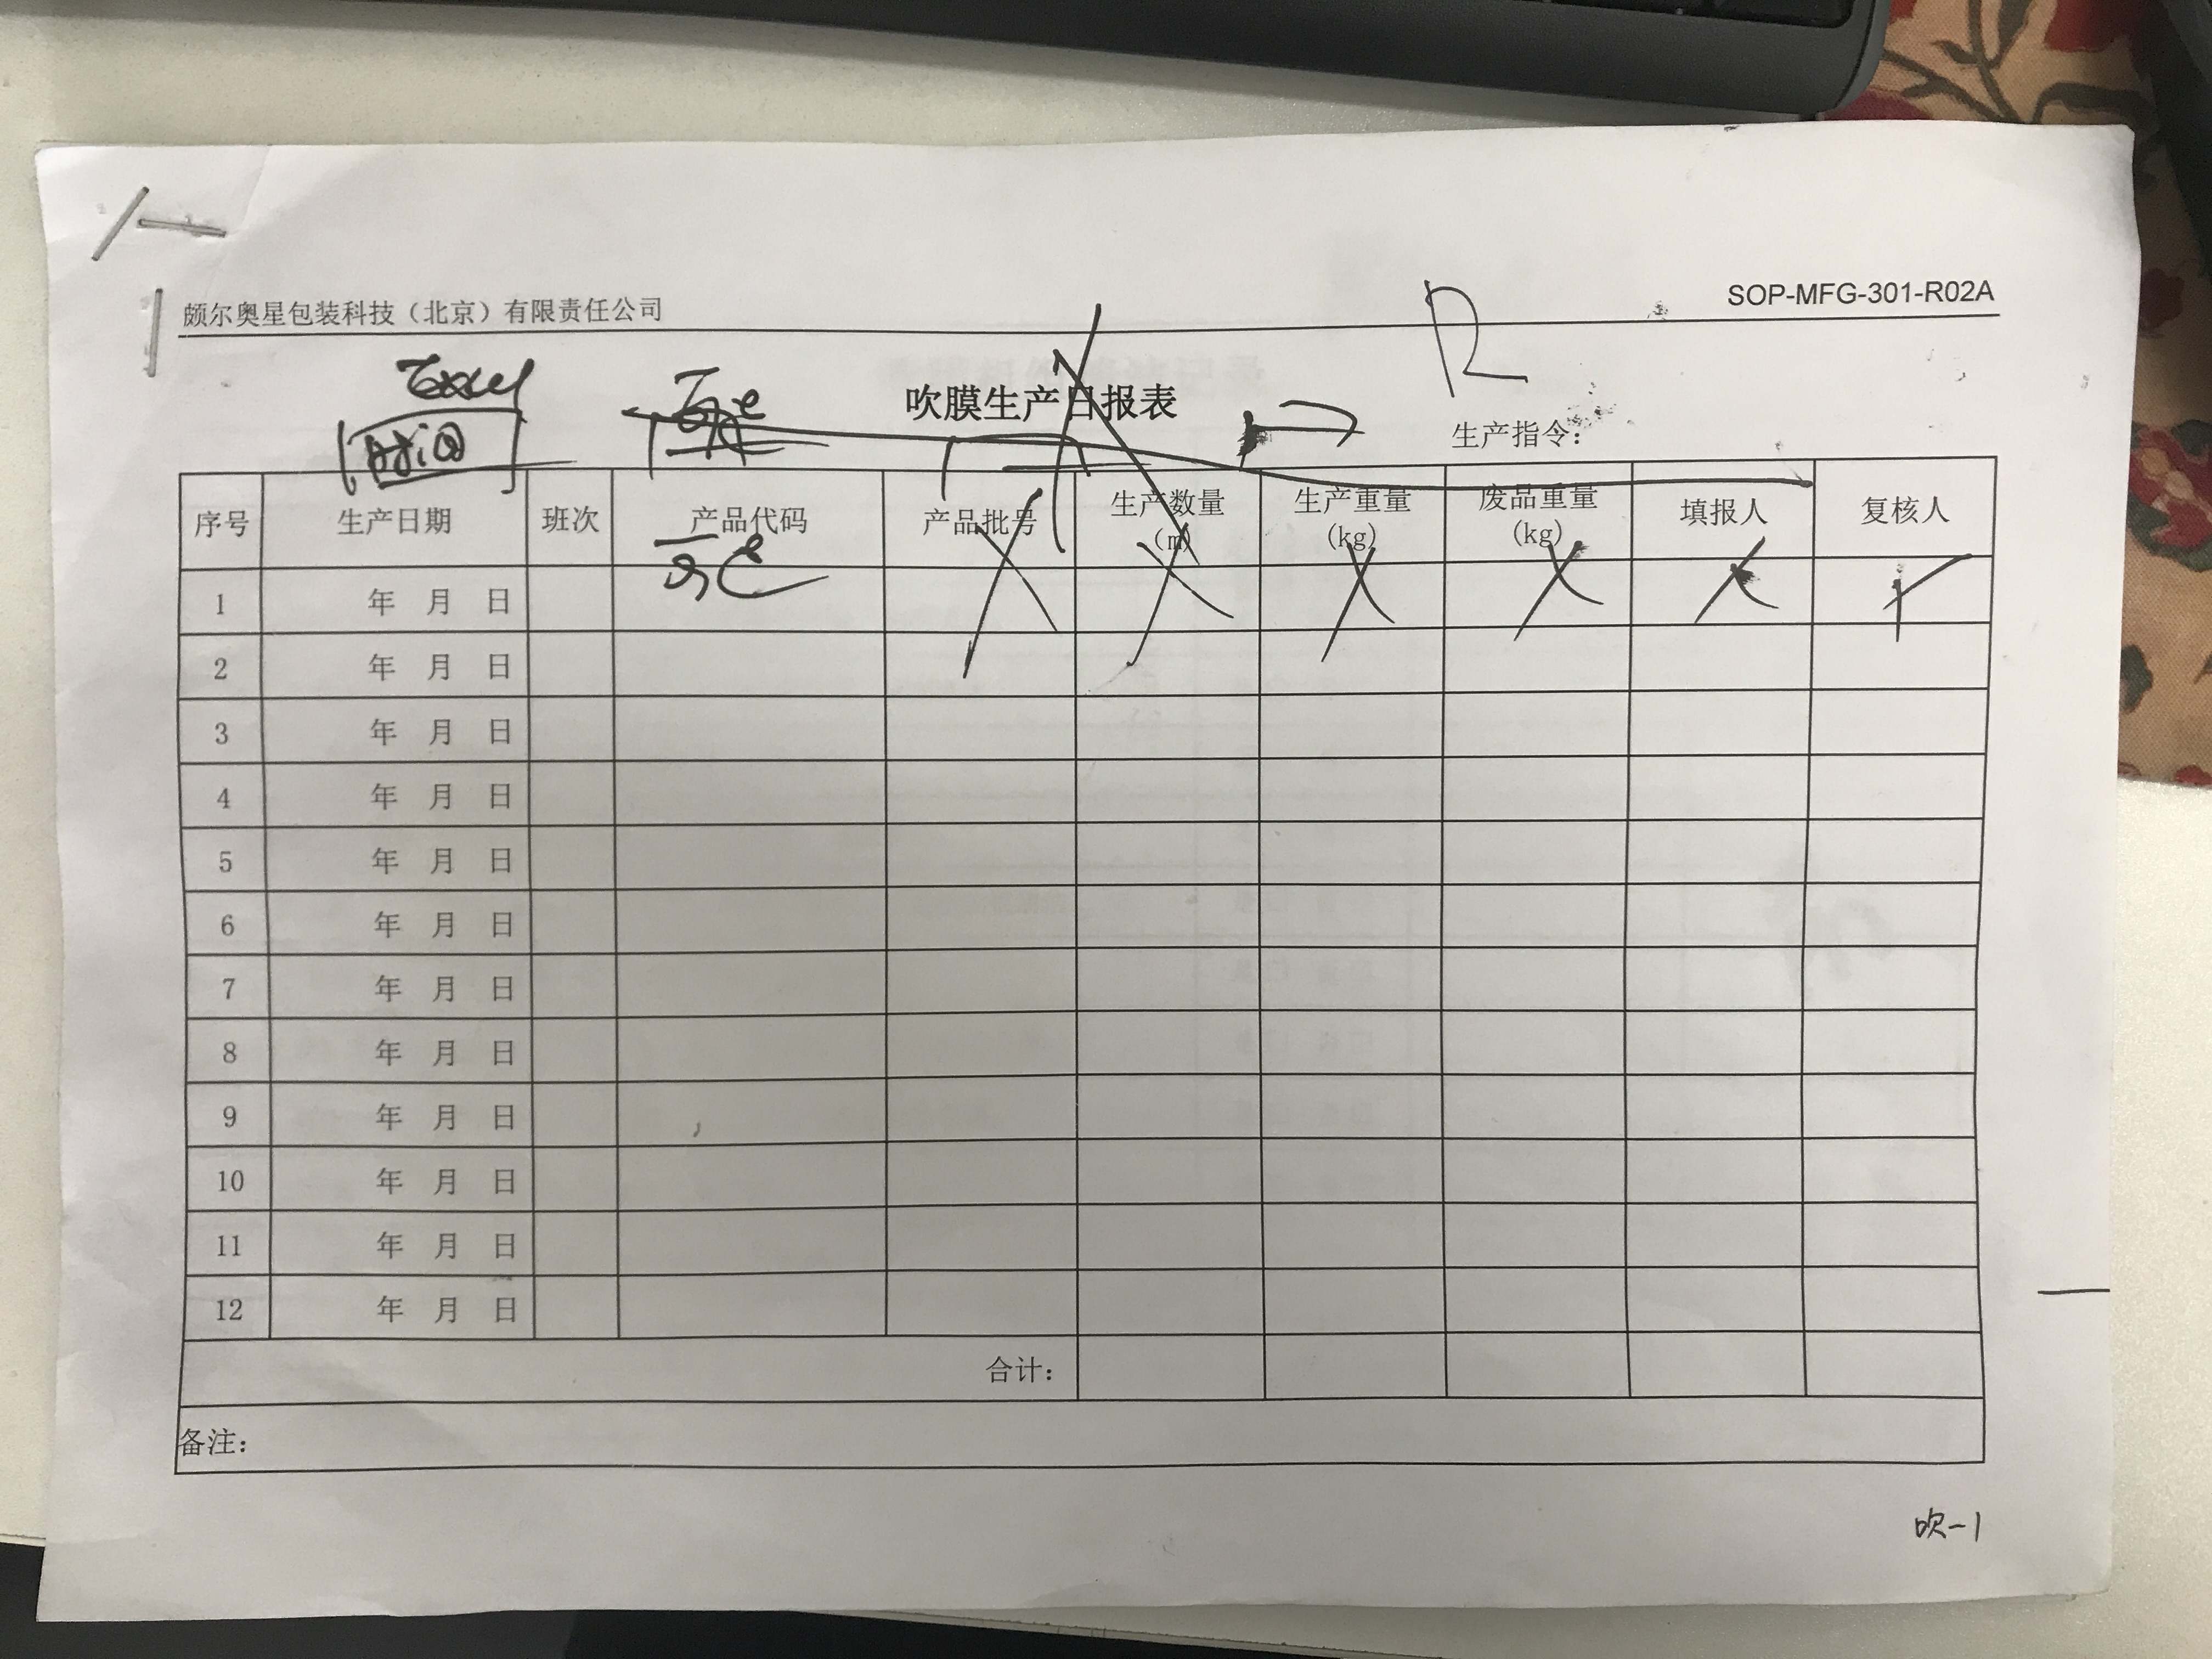 颇尔奥星包装科技（北京）有限责任公司
SOP-MFG-301-R02A
R
吹膜生产日报表
生产指令：
序号 生产日期 班次 产品代码 产品批号 生产数量（m） 生产重量(kg) 废品重量(kg) 填报人 复核人
1 年 月 日
2 年 月 日
3 年 月 日
4 年 月 日
5 年 月 日
6 年 月 日
7 年 月 日
8 年 月 日
9 年 月 日
10 年 月 日
11 年 月 日
12 年 月 日
合计：
备注：
吹-1